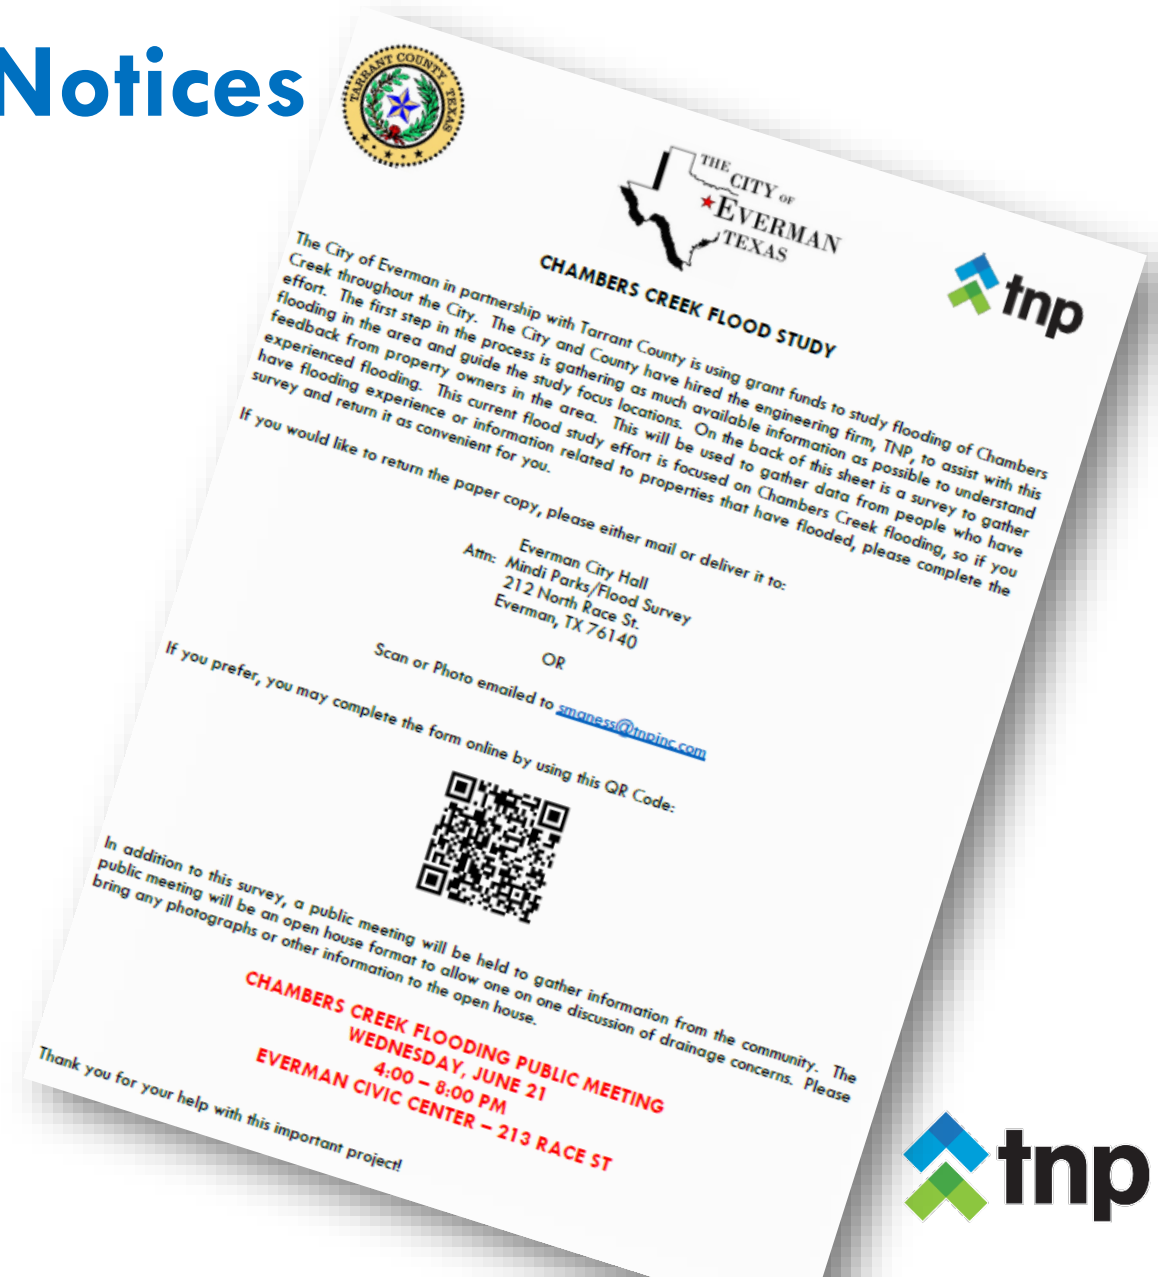 Notices
TARRANT COUNTY, TEXAS
THE
CITY OF
EVERMAN
TEXAS
tnp
CHAMBERS CREEK FLOOD STUDY
The City of Everman in partnership with Tarrant County is using grant funds to study flooding of Chambers
Creek throughout the City. The City and County have hired the engineering firm, TNP, to assist with this
effort. The first step in the process is gathering as much available information as possible to understand
flooding in the area and guide the study focus locations. On the back of this sheet is a survey to gather
feedback from property owners in the area. This will be used to gather data from people who have
experienced flooding. This current flood study effort is focused on Chambers Creek flooding, so if you
have flooding experience or information related to properties that have flooded, please complete the
survey and return it as convenient for you.
If you would like to return the paper copy, please either mail or deliver it to:
Everman City Hall
Attn: Mindi Parks/Flood Survey
212 North Race St.
Everman, TX 76140
OR
Scan or Photo emailed to smaness@tnpinc.com
If you prefer, you may complete the form online by using this QR Code:
In addition to this survey, a public meeting will be held to gather information from the community. The
public meeting will be an open house format to allow one on one discussion of drainage concerns. Please
bring any photographs or other information to the open house.
CHAMBERS CREEK FLOODING PUBLIC MEETING
WEDNESDAY, JUNE 21
4:00 – 8:00 PM
EVERMAN CIVIC CENTER – 213 RACE ST
Thank you for your help with this important project!
tnp